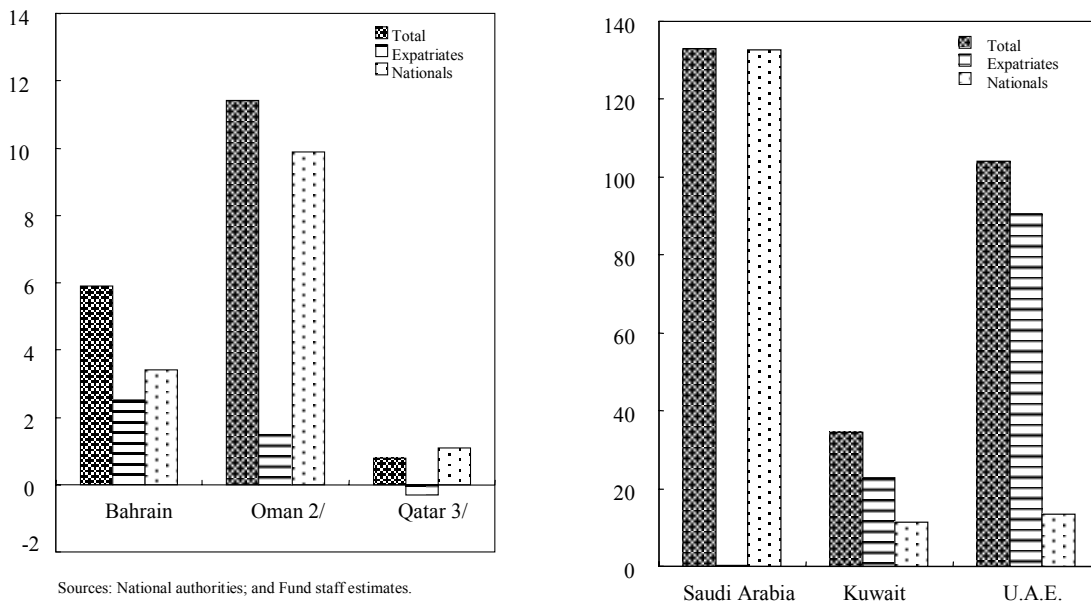 14
12
10
8
6
4
2
0
-2
Total
Expatriates
Nationals
Bahrain Oman 2/ Qatar 3/
Sources: National authorities; and Fund staff estimates.
140
120
100
80
60
40
20
0
Total
Expatriates
Nationals
Saudi Arabia Kuwait U.A.E.